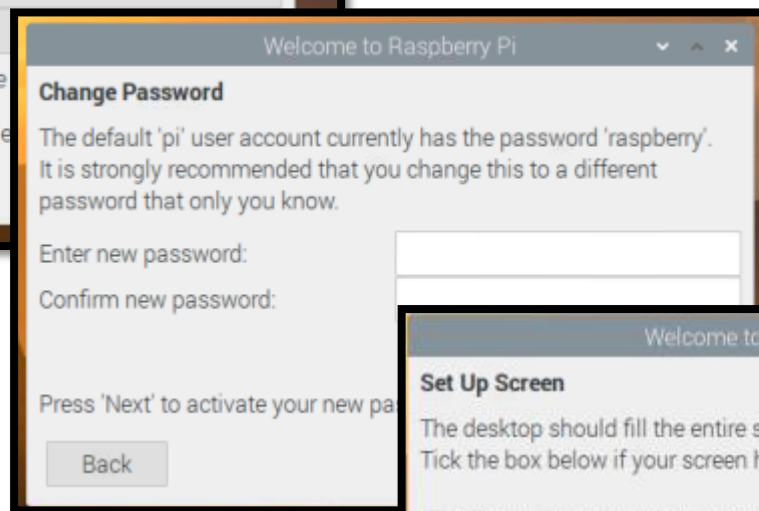 Welcome to Raspberry Pi
Change Password
The default 'pi' user account currently has the password 'raspberry'.
It is strongly recommended that you change this to a different
password that only you know.
Enter new password:
Confirm new password:
Press 'Next' to activate your new
Back
Welcome to
Set Up Screen
The desktop should fill the entire
Tick the box below if your screen